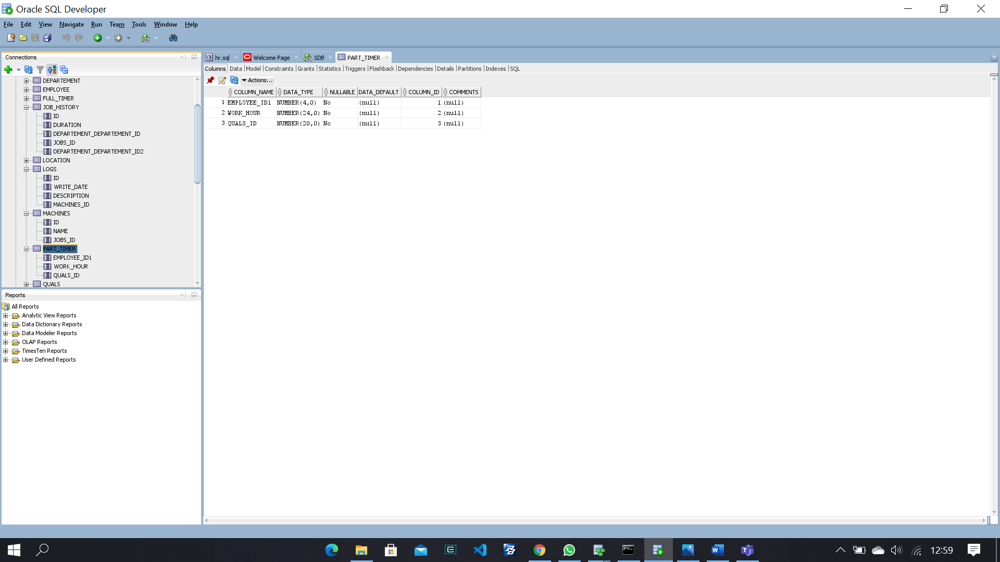 Oracle SQL Developer
File Edit View Navigate Run Team Tools Window Help
Connections
DEPARTEMENT
EMPLOYEE
FULL_TIMER
JOB_HISTORY
ID
DURATION
DEPARTEMENT_DEPARTEMENT_ID
JOBS_ID
DEPARTEMENT_DEPARTEMENT_ID2
LOCATION
LOGS
ID
WRITE_DATE
DESCRIPTION
MACHINES_ID
MACHINES
ID
NAME
JOBS_ID
PART_TIMER
EMPLOYEE_ID1
WORK_HOUR
QUALS_ID
QUALS
Reports
All Reports
Analytic View Reports
Data Dictionary Reports
Data Modeler Reports
OLAP Reports
TimesTen Reports
User Defined Reports
hr.sql Welcome Page SDB PART_TIMER
Columns Data Model Constraints Grants Statistics Triggers Flashback Dependencies Details Partitions Indexes SQL
Actions...
COLUMN_NAME DATA_TYPE NULLABLE DATA_DEFAULT COLUMN_ID COMMENTS
1 EMPLOYEE_ID1 NUMBER(4,0) No (null) 1 (null)
2 WORK_HOUR NUMBER(24,0) No (null) 2 (null)
3 QUALS_ID NUMBER(20,0) No (null) 3 (null)
12:59